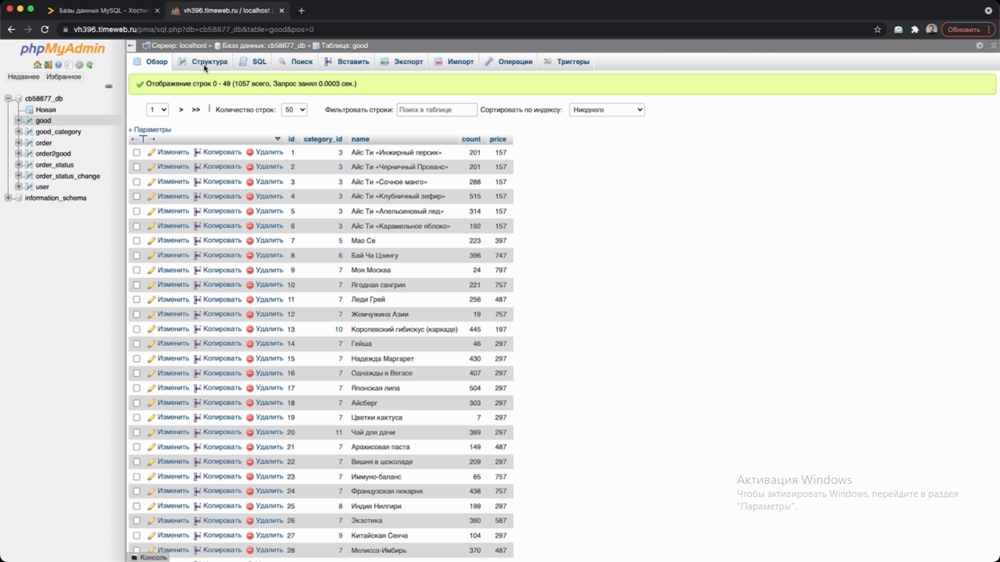 Базы данных MySQL - Хости
vh396.timeweb.ru / localhost /
vh396.timeweb.ru/pma/sql.php?db=cb58877_db&table=good&pos=0
Обновить
phpMyAdmin
Недавнее Избранное
cb58877_db
Новая
good
good_category
order
order2good
order_status
order_status_change
user
information_schema
Сервер: localhost » База данных: cb58877_db » Таблица: good
Обзор Структура SQL Поиск Вставить Экспорт Импорт Операции Триггеры
Отображение строк 0 - 49 (1057 всего, Запрос занял 0.0003 сек.)
1 > >> | Количество строк: 50 Фильтровать строки: Поиск в таблице Сортировать по индексу: Ниодного
+ Параметры
←T→ id category_id name count price
Изменить Копировать Удалить 1 3 Айс Ти «Инжирный персик» 201 157
Изменить Копировать Удалить 2 3 Айс Ти «Черничный Прованс» 201 157
Изменить Копировать Удалить 3 3 Айс Ти «Сочное манго» 288 157
Изменить Копировать Удалить 4 3 Айс Ти «Клубничный зефир» 515 157
Изменить Копировать Удалить 5 3 Айс Ти «Апельсиновый лед» 314 157
Изменить Копировать Удалить 6 3 Айс Ти «Карамельное яблоко» 192 157
Изменить Копировать Удалить 7 5 Мао Се 223 397
Изменить Копировать Удалить 8 6 Бай Ча Цзингу 396 747
Изменить Копировать Удалить 9 7 Моя Москва 24 797
Изменить Копировать Удалить 10 7 Ягодная сангрия 221 757
Изменить Копировать Удалить 11 7 Леди Грей 256 487
Изменить Копировать Удалить 12 7 Жемчужина Азии 19 757
Изменить Копировать Удалить 13 10 Королевский гибискус (каркаде) 445 197
Изменить Копировать Удалить 14 7 Гейша 46 297
Изменить Копировать Удалить 15 7 Надежда Маргарет 430 297
Изменить Копировать Удалить 16 7 Однажды в Вегасе 407 297
Изменить Копировать Удалить 17 7 Японская липа 504 297
Изменить Копировать Удалить 18 7 Айсберг 303 297
Изменить Копировать Удалить 19 7 Цветки кактуса 7 297
Изменить Копировать Удалить 20 11 Чай для дачи 389 297
Изменить Копировать Удалить 21 7 Арахисовая паста 149 487
Изменить Копировать Удалить 22 7 Вишня в шоколаде 209 297
Изменить Копировать Удалить 23 7 Иммуно-баланс 65 757
Изменить Копировать Удалить 24 7 Французская пекарня 438 757
Изменить Копировать Удалить 25 8 Индия Нилгири 199 297
Изменить Копировать Удалить 26 7 Экзотика 380 587
Изменить Копировать Удалить 27 9 Китайская Сенча 104 297
Изменить Копировать Удалить 28 7 Мелисса-Имбирь 370 487
Консоль
Активация Windows
Чтобы активировать Windows, перейдите в раздел
"Параметры".